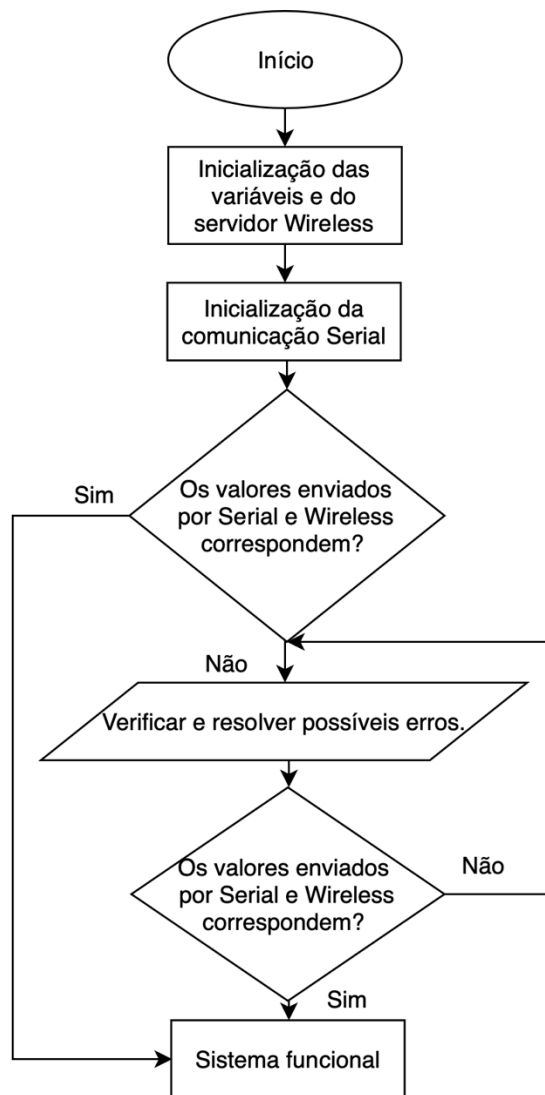 Início
Inicialização das
variáveis e do
servidor Wireless
Inicialização da
comunicação Serial
Sim
Os valores enviados
por Serial e Wireless
correspondem?
Não
Verificar e resolver possíveis erros.
Os valores enviados
por Serial e Wireless
correspondem?
Não
Sim
Sistema funcional